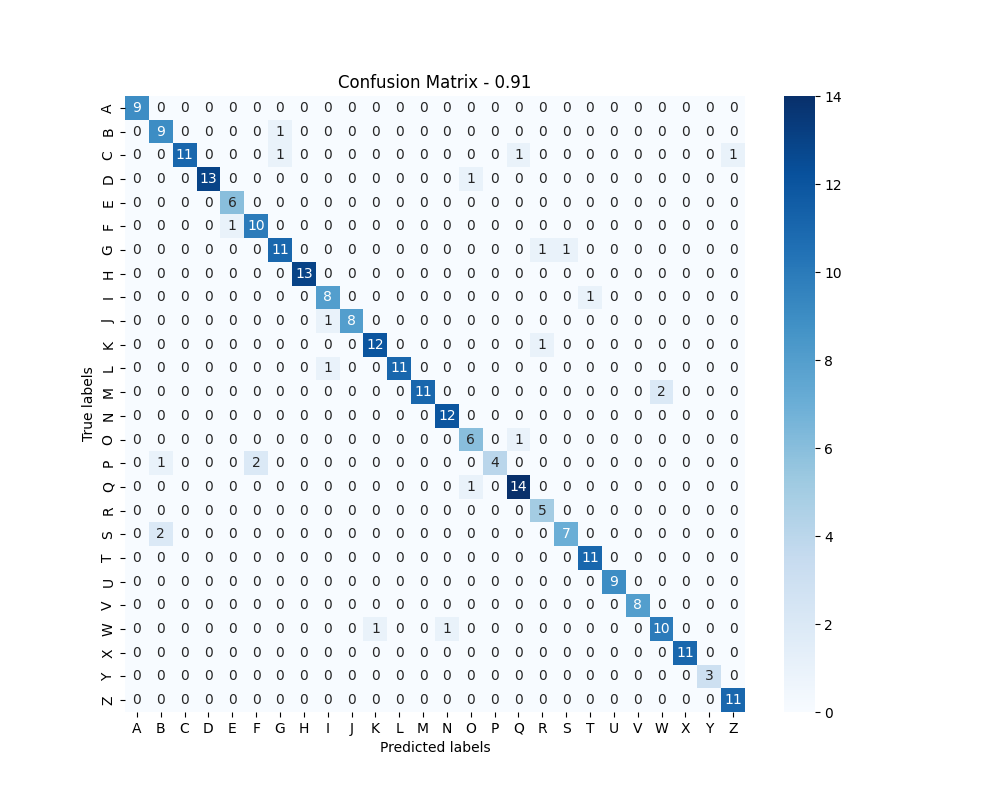 Confusion Matrix - 0.91
A 9 0 0 0 0 0 0 0 0 0 0 0 0 0 0 0 0 0 0 0 0 0 0 0 0 0
B 0 9 0 0 0 0 1 0 0 0 0 0 0 0 0 0 0 0 0 0 0 0 0 0 0 0
C 0 0 11 0 0 0 1 0 0 0 0 0 0 0 0 0 1 0 0 0 0 0 0 0 0 1
D 0 0 0 13 0 0 0 0 0 0 0 0 0 0 1 0 0 0 0 0 0 0 0 0 0 0
E 0 0 0 0 6 0 0 0 0 0 0 0 0 0 0 0 0 0 0 0 0 0 0 0 0 0
F 0 0 0 0 1 10 0 0 0 0 0 0 0 0 0 0 0 0 0 0 0 0 0 0 0 0
G 0 0 0 0 0 0 11 0 0 0 0 0 0 0 0 0 0 1 1 0 0 0 0 0 0 0
H 0 0 0 0 0 0 0 13 0 0 0 0 0 0 0 0 0 0 0 0 0 0 0 0 0 0
I 0 0 0 0 0 0 0 0 8 0 0 0 0 0 0 0 0 0 0 1 0 0 0 0 0 0
J 0 0 0 0 0 0 0 0 1 8 0 0 0 0 0 0 0 0 0 0 0 0 0 0 0 0
K 0 0 0 0 0 0 0 0 0 0 12 0 0 0 0 0 0 1 0 0 0 0 0 0 0 0
L 0 0 0 0 0 0 0 0 1 0 0 11 0 0 0 0 0 0 0 0 0 0 0 0 0 0
M 0 0 0 0 0 0 0 0 0 0 0 0 11 0 0 0 0 0 0 0 0 0 2 0 0 0
N 0 0 0 0 0 0 0 0 0 0 0 0 0 12 0 0 0 0 0 0 0 0 0 0 0 0
O 0 0 0 0 0 0 0 0 0 0 0 0 0 0 6 0 1 0 0 0 0 0 0 0 0 0
P 0 1 0 0 0 2 0 0 0 0 0 0 0 0 0 4 0 0 0 0 0 0 0 0 0 0
Q 0 0 0 0 0 0 0 0 0 0 0 0 0 0 1 0 14 0 0 0 0 0 0 0 0 0
R 0 0 0 0 0 0 0 0 0 0 0 0 0 0 0 0 0 5 0 0 0 0 0 0 0 0
S 0 2 0 0 0 0 0 0 0 0 0 0 0 0 0 0 0 0 7 0 0 0 0 0 0 0
T 0 0 0 0 0 0 0 0 0 0 0 0 0 0 0 0 0 0 0 11 0 0 0 0 0 0
U 0 0 0 0 0 0 0 0 0 0 0 0 0 0 0 0 0 0 0 0 9 0 0 0 0 0
V 0 0 0 0 0 0 0 0 0 0 0 0 0 0 0 0 0 0 0 0 0 8 0 0 0 0
W 0 0 0 0 0 0 0 0 0 0 1 0 0 1 0 0 0 0 0 0 0 0 10 0 0 0
X 0 0 0 0 0 0 0 0 0 0 0 0 0 0 0 0 0 0 0 0 0 0 0 11 0 0
Y 0 0 0 0 0 0 0 0 0 0 0 0 0 0 0 0 0 0 0 0 0 0 0 0 3 0
Z 0 0 0 0 0 0 0 0 0 0 0 0 0 0 0 0 0 0 0 0 0 0 0 0 0 11
A B C D E F G H I J K L M N O P Q R S T U V W X Y Z
Predicted labels
True labels
14
12
10
8
6
4
2
0